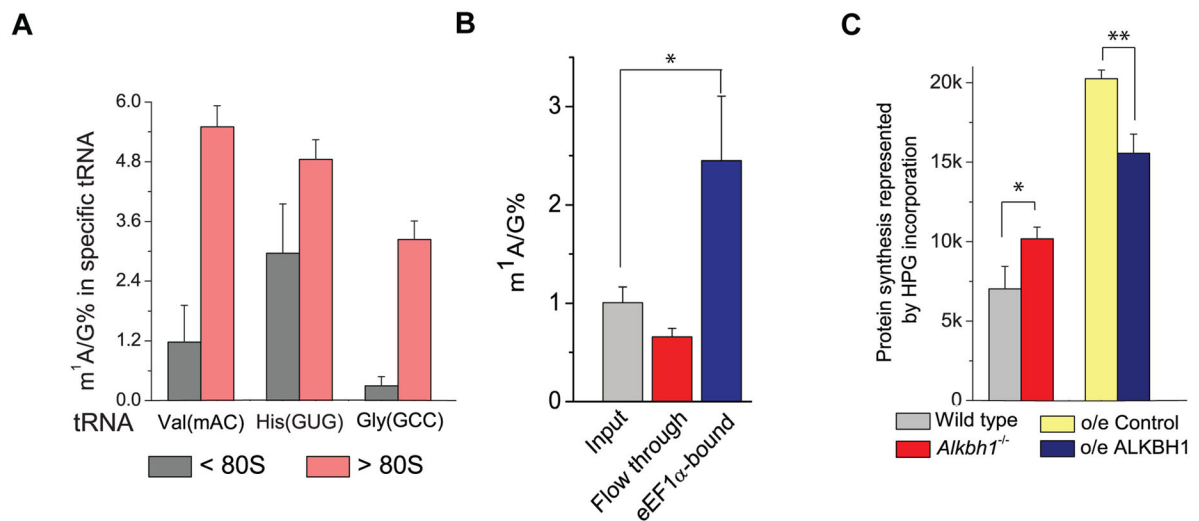 A
m¹A/G% in specific tRNA
6.0
4.8
3.6
2.4
1.2
0.0
tRNA Val(mAC) His(GUG) Gly(GCC)
< 80S > 80S
B
*
m¹A/G%
3
2
1
0
Input
Flow through
eEF1α-bound
C
**
*
Protein synthesis represented
by HPG incorporation
20k
15k
10k
5k
0
Wild type o/e Control
Alkbh1⁻/⁻ o/e ALKBH1